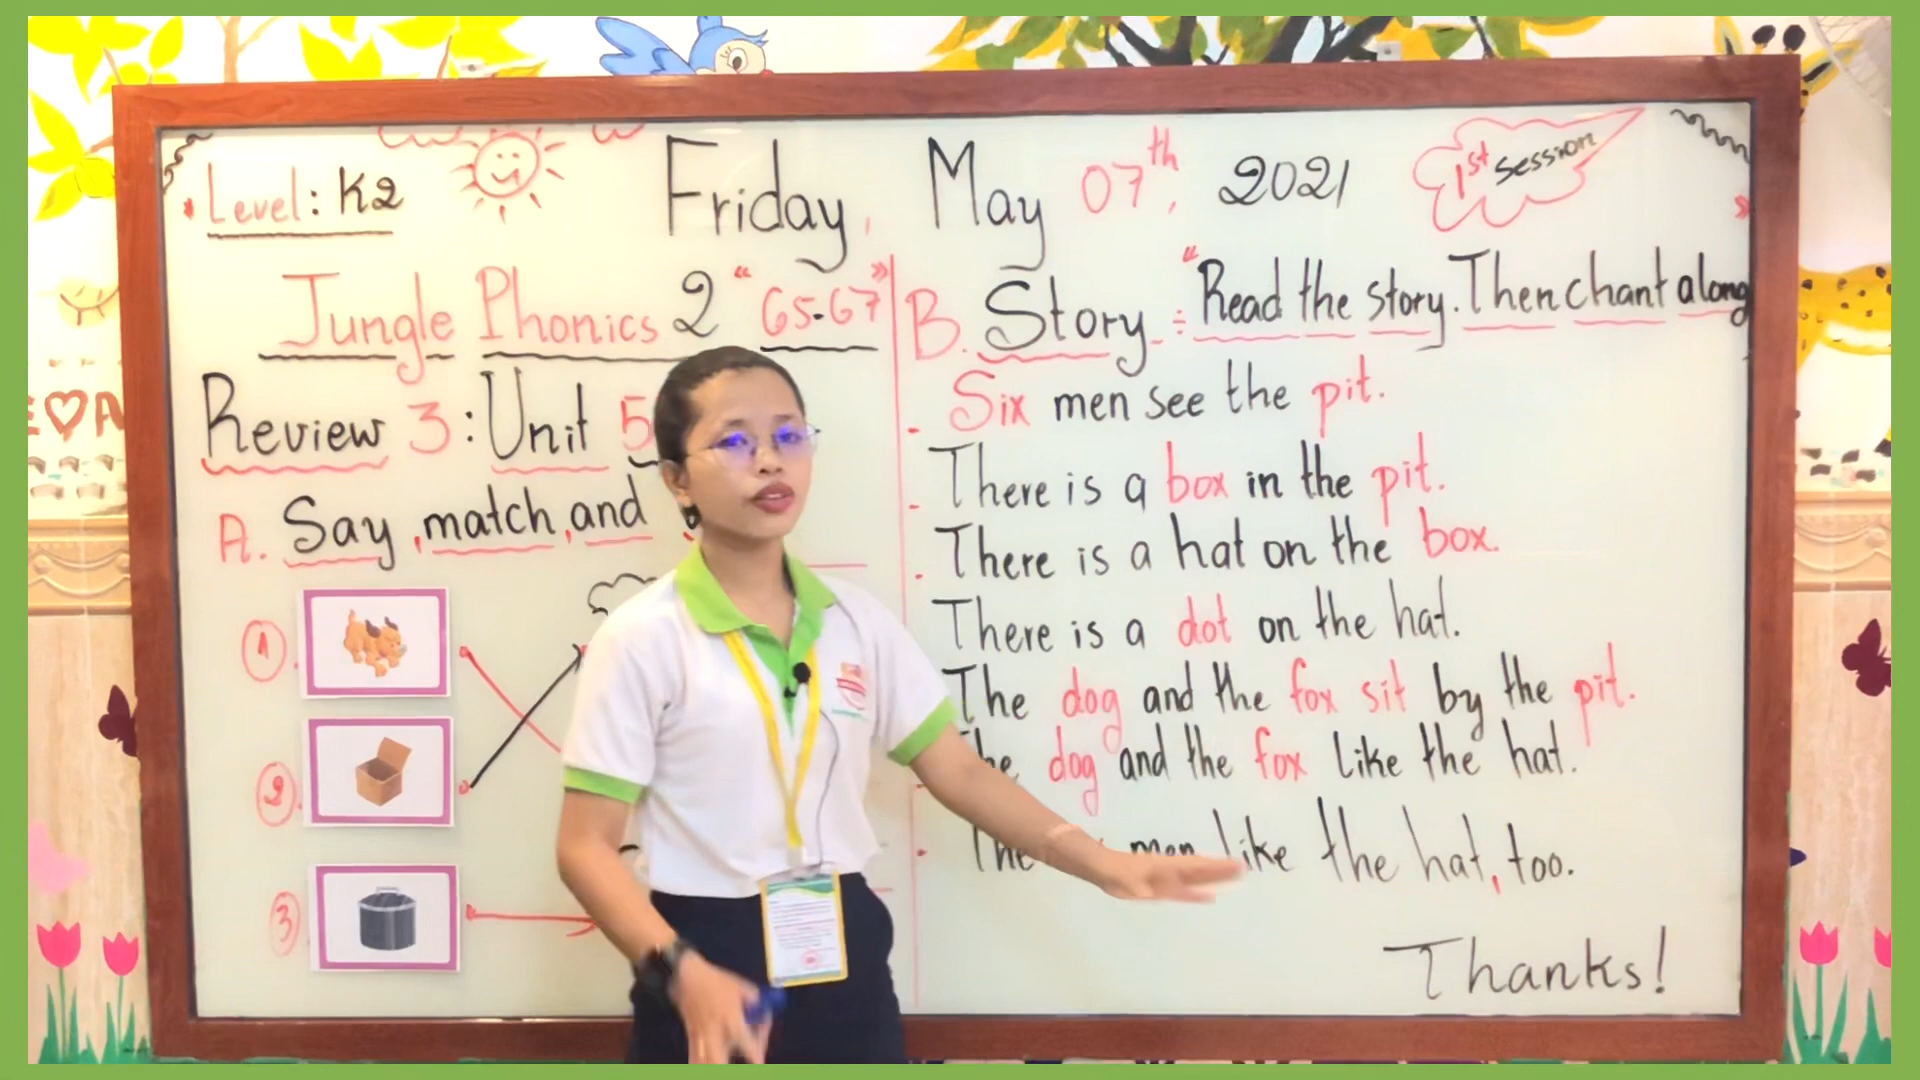 Level: K2
Friday, May 07th, 2021
1st session
Jungle Phonics 2 "65-67"
Review 3: Unit 5
A. Say, match, and
1.
2.
3.
B. Story: "Read the story. Then chant along"
- Six men see the pit.
- There is a box in the pit.
- There is a hat on the box.
There is a dot on the hat.
The dog and the fox sit by the pit.
The dog and the fox like the hat.
- The men like the hat, too.
Thanks!